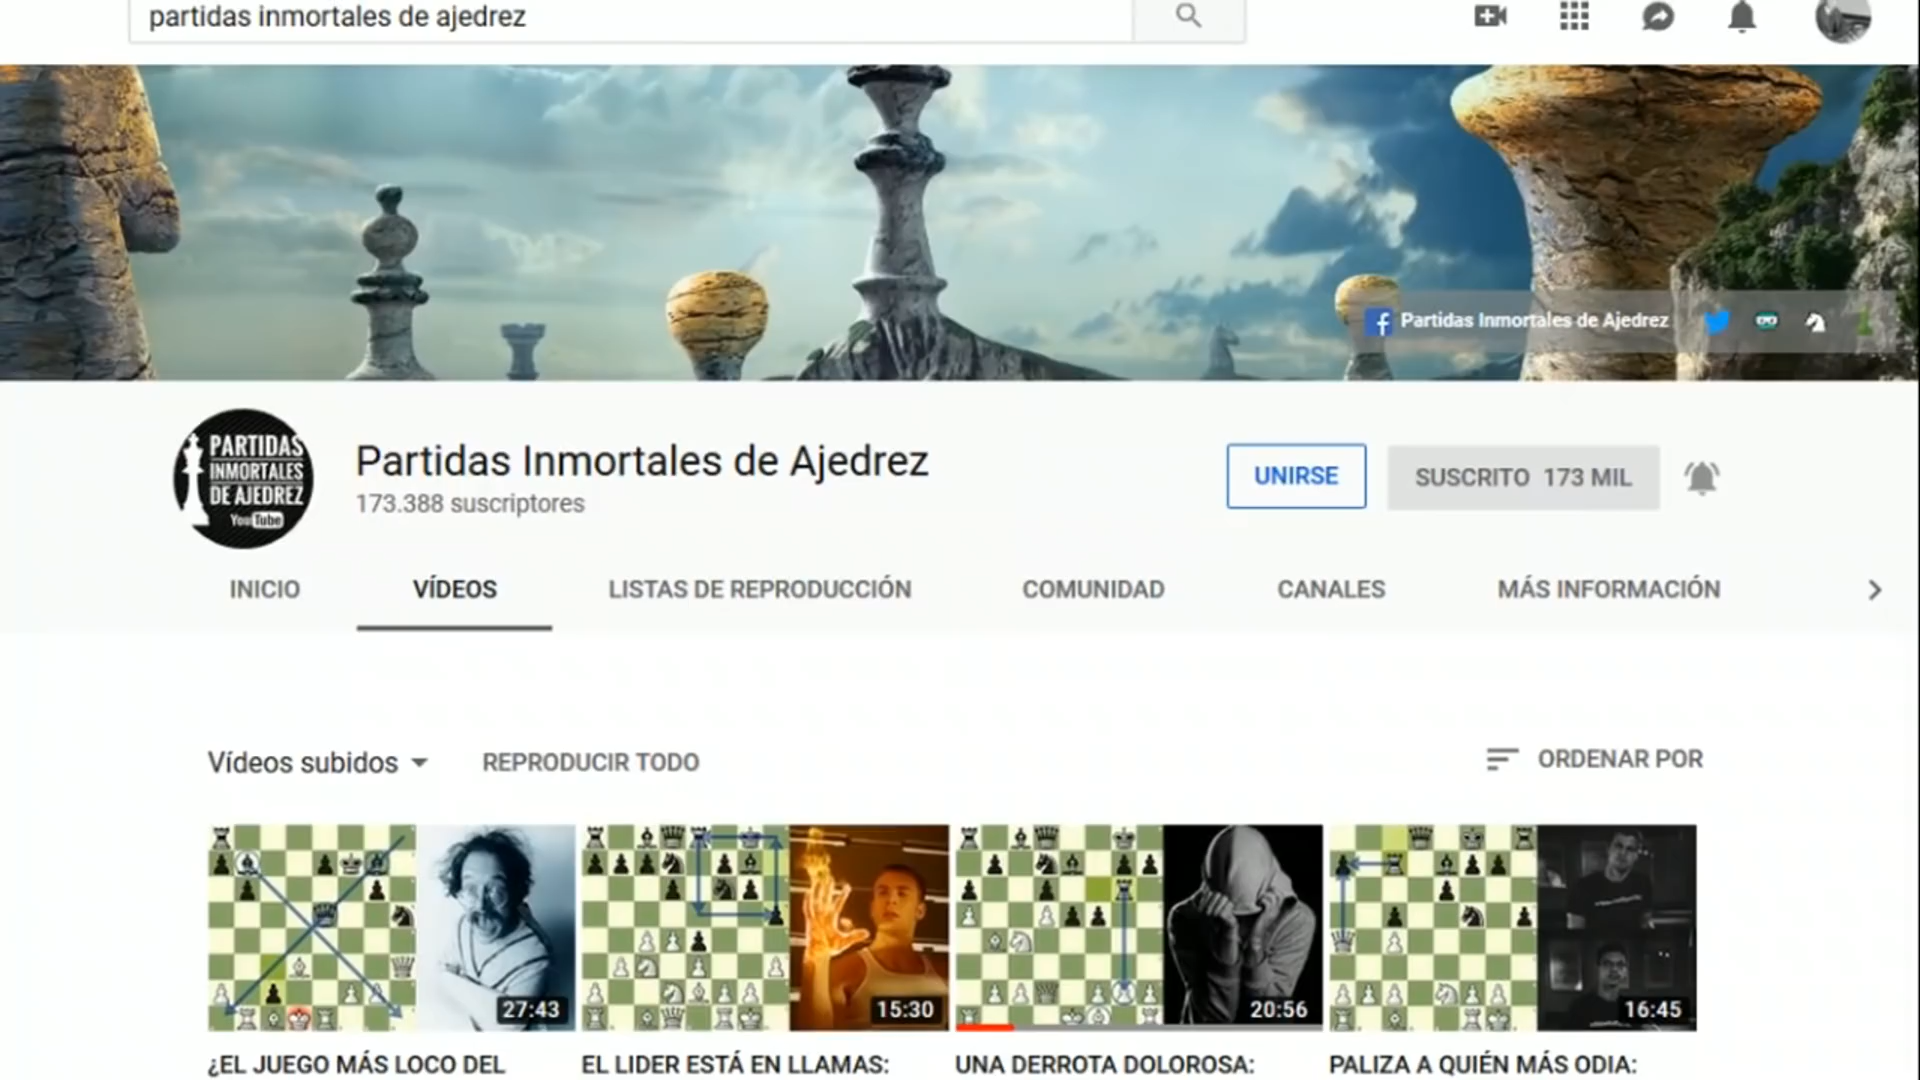 partidas inmortales de ajedrez
Partidas Inmortales de Ajedrez
PARTIDAS
INMORTALES
DE AJEDREZ
YouTube
Partidas Inmortales de Ajedrez
173.388 suscriptores
UNIRSE
SUSCRITO 173 MIL
INICIO VÍDEOS LISTAS DE REPRODUCCIÓN COMUNIDAD CANALES MÁS INFORMACIÓN
Vídeos subidos REPRODUCIR TODO ORDENAR POR
27:43 15:30 20:56 16:45
¿EL JUEGO MÁS LOCO DEL
EL LIDER ESTÁ EN LLAMAS:
UNA DERROTA DOLOROSA:
PALIZA A QUIÉN MÁS ODIA: